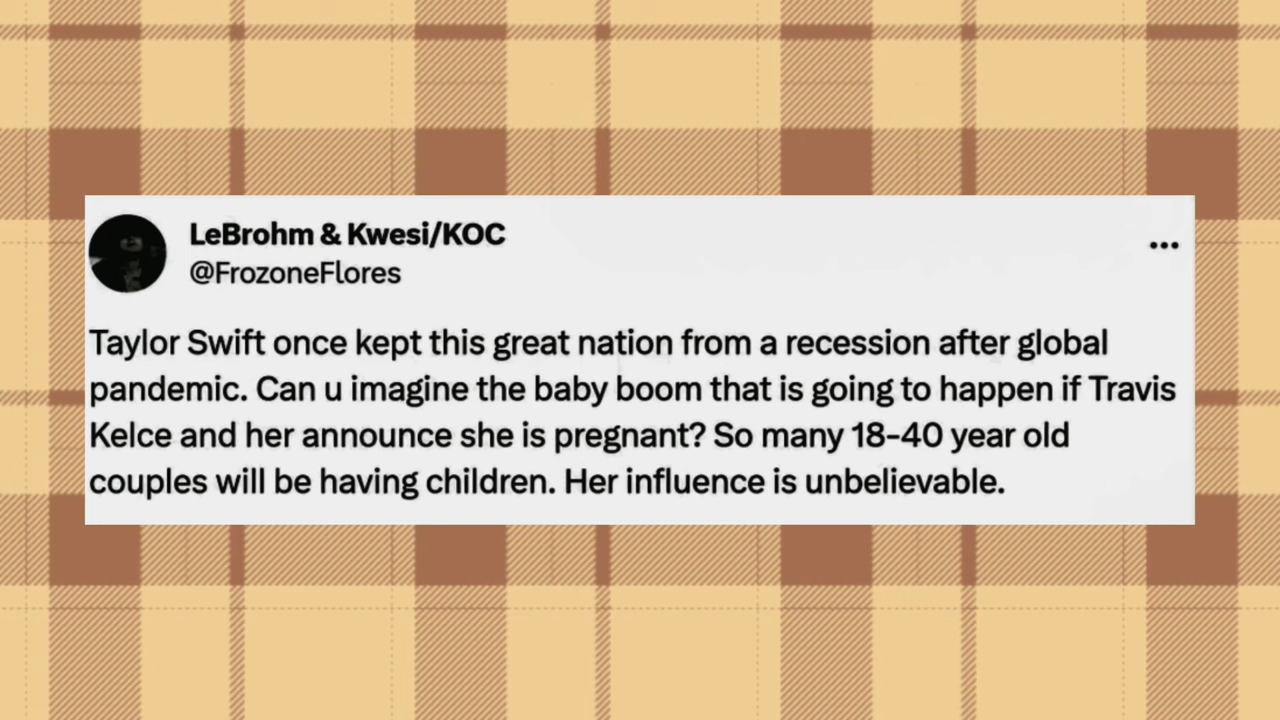 LeBrohm & Kwesi/KOC
@FrozoneFlores
Taylor Swift once kept this great nation from a recession after global
pandemic. Can u imagine the baby boom that is going to happen if Travis
Kelce and her announce she is pregnant? So many 18-40 year old
couples will be having children. Her influence is unbelievable.